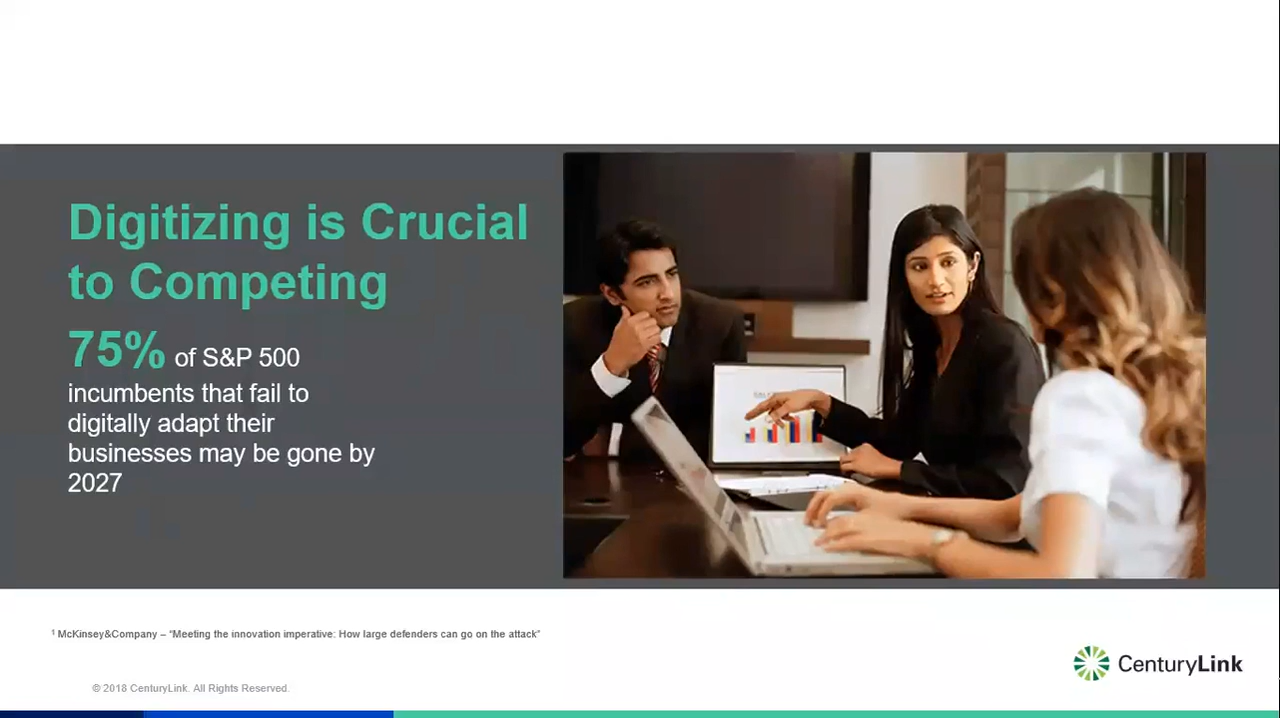 Digitizing is Crucial
to Competing
75% of S&P 500
incumbents that fail to
digitally adapt their
businesses may be gone by
2027
1 McKinsey&Company – "Meeting the innovation imperative: How large defenders can go on the attack"
CenturyLink
© 2018 CenturyLink. All Rights Reserved.